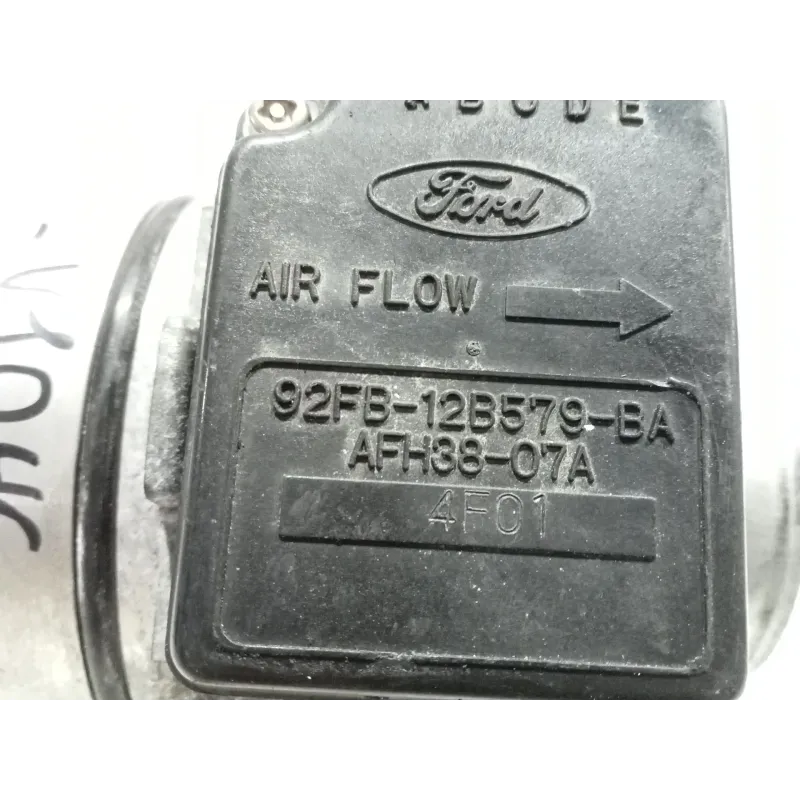 A B C D E
Ford
AIR FLOW
92FB-12B579-BA
AFH38-07A
4F01